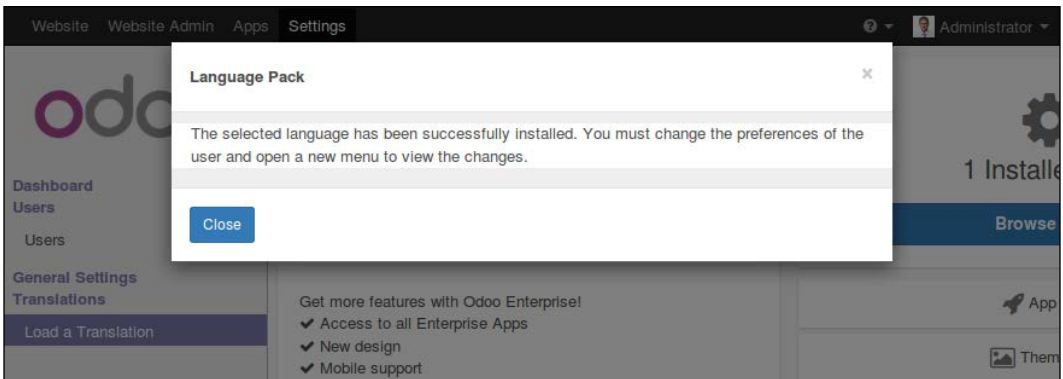 Website Website Admin Apps Settings Administrator
Language Pack ×
The selected language has been successfully installed. You must change the preferences of the
user and open a new menu to view the changes.
Close
odo
Dashboard
Users
Users
General Settings
Translations
Load a Translation
Get more features with Odoo Enterprise!
Access to all Enterprise Apps
New design
Mobile support
1 Installe
Browse
App
Them